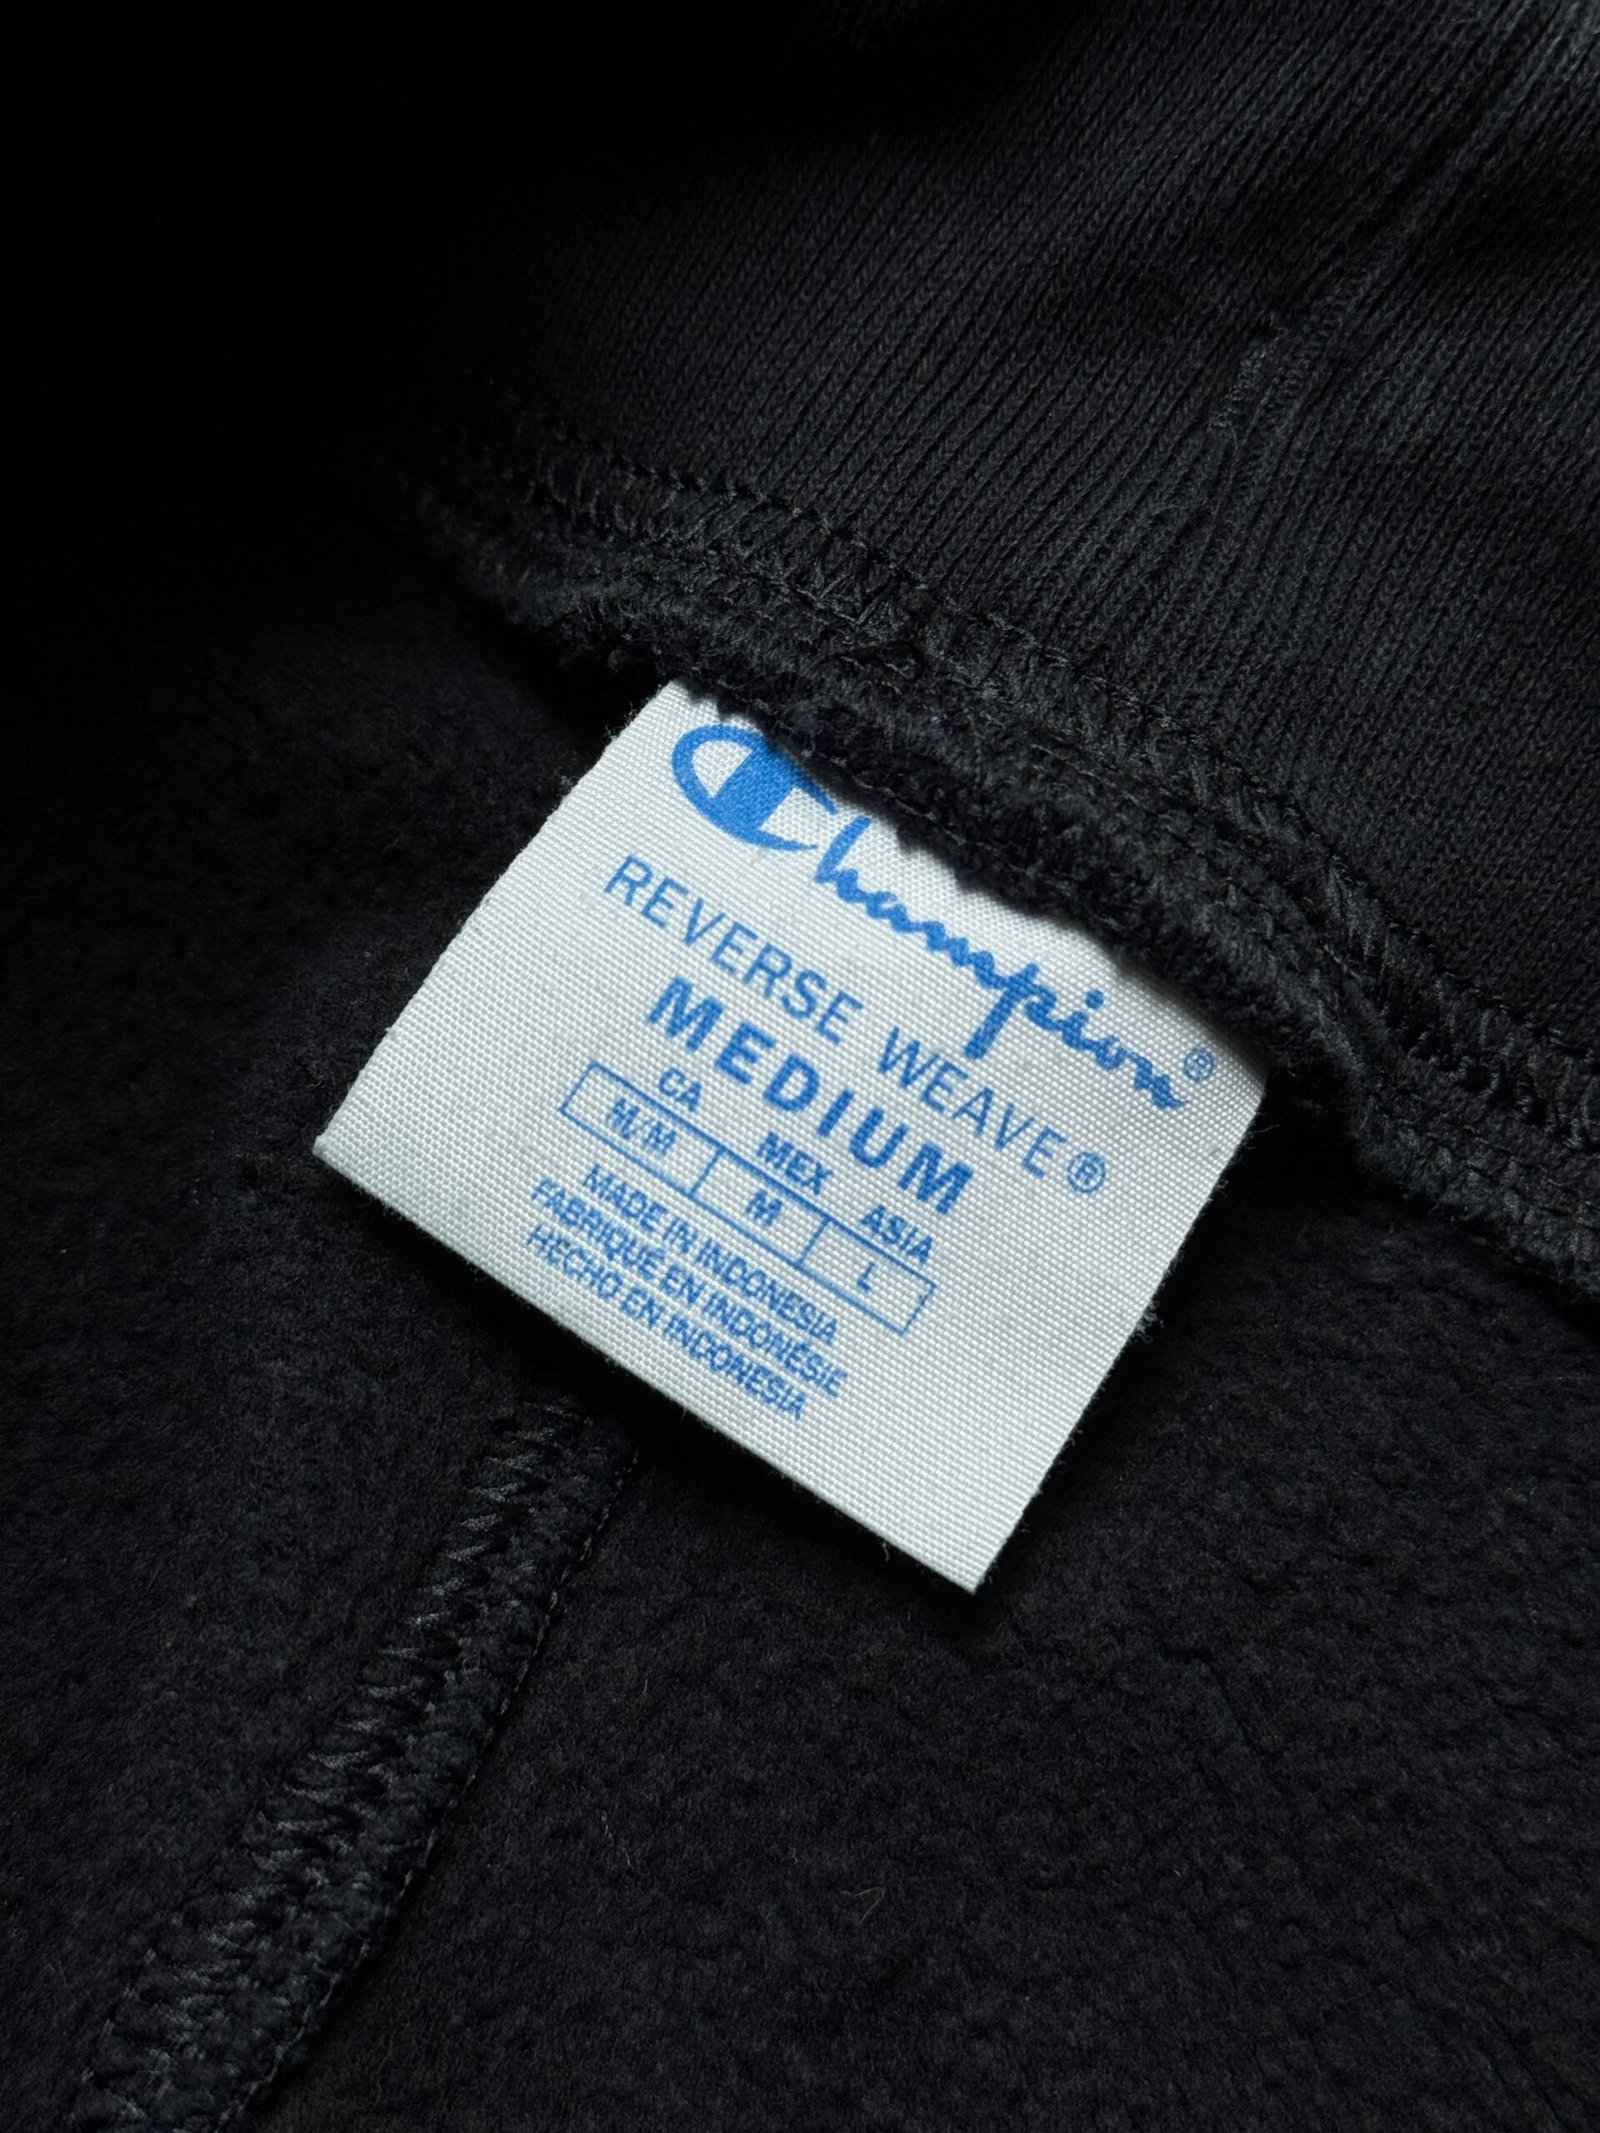 Champion®
REVERSE WEAVE®
MEDIUM
CA MEX ASIA
M/M M L
MADE IN INDONESIA
FABRIQUÉ EN INDONÉSIE
HECHO EN INDONESIA